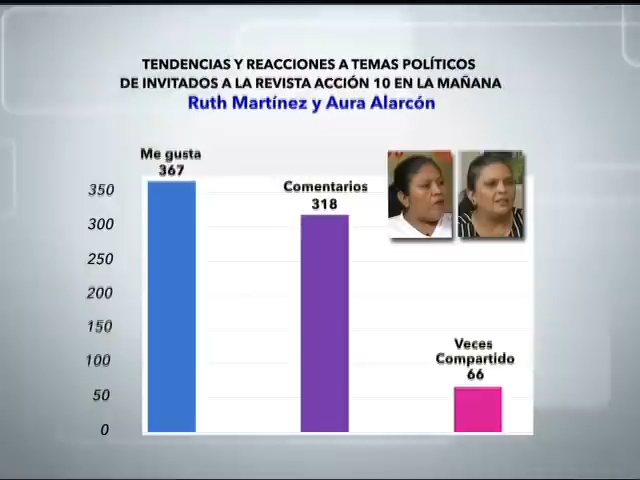 TENDENCIAS Y REACCIONES A TEMAS POLÍTICOS
DE INVITADOS A LA REVISTA ACCIÓN 10 EN LA MAÑANA
Ruth Martínez y Aura Alarcón
Me gusta
367
Comentarios
318
Veces
Compartido
66
350
300
250
200
150
100
50
0